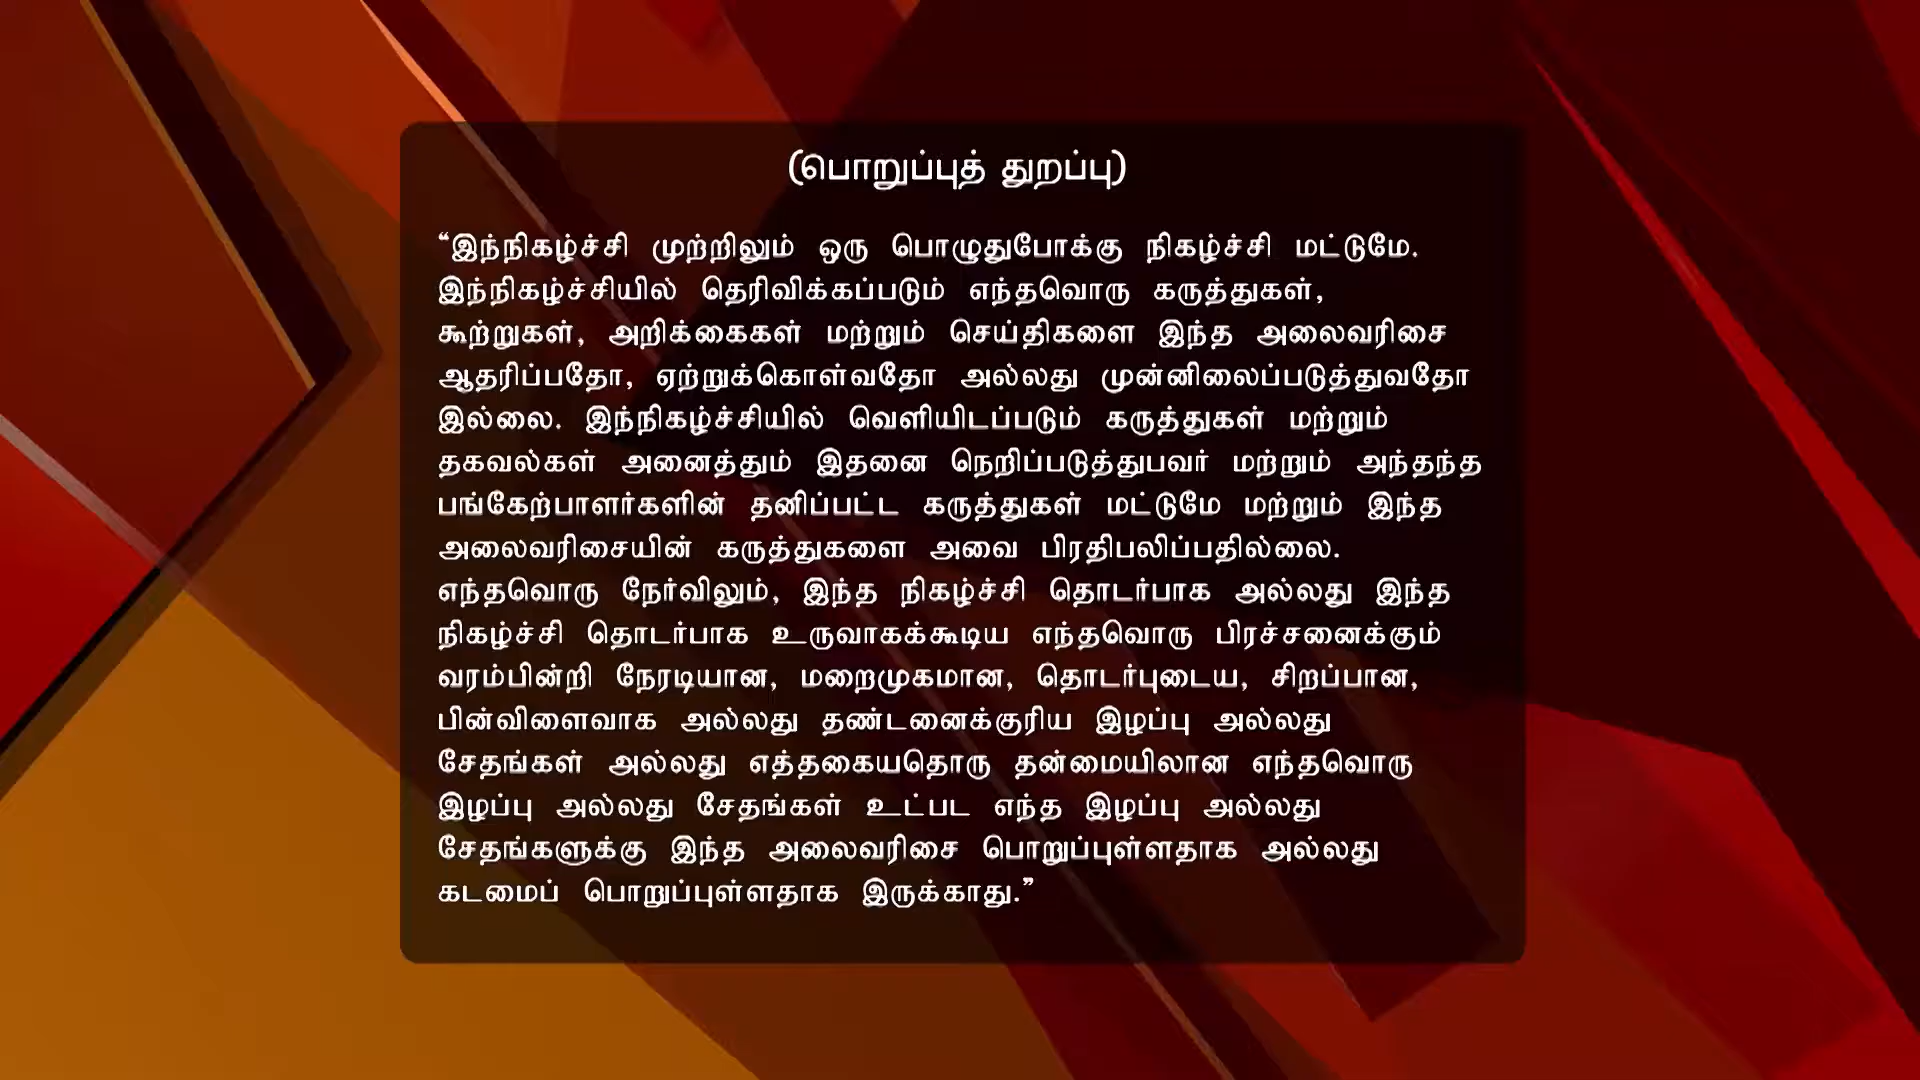 (பொறுப்புத் துறப்பு)
“இந்நிகழ்ச்சி முற்றிலும் ஒரு பொழுதுபோக்கு நிகழ்ச்சி மட்டுமே.
இந்நிகழ்ச்சியில் தெரிவிக்கப்படும் எந்தவொரு கருத்துகள்,
கூற்றுகள், அறிக்கைகள் மற்றும் செய்திகளை இந்த அலைவரிசை
ஆதரிப்பதோ, ஏற்றுக்கொள்வதோ அல்லது முன்னிலைப்படுத்துவதோ
இல்லை. இந்நிகழ்ச்சியில் வெளியிடப்படும் கருத்துகள் மற்றும்
தகவல்கள் அனைத்தும் இதனை நெறிப்படுத்துபவர் மற்றும் அந்தந்த
பங்கேற்பாளர்களின் தனிப்பட்ட கருத்துகள் மட்டுமே மற்றும் இந்த
அலைவரிசையின் கருத்துகளை அவை பிரதிபலிப்பதில்லை.
எந்தவொரு நேர்விலும், இந்த நிகழ்ச்சி தொடர்பாக அல்லது இந்த
நிகழ்ச்சி தொடர்பாக உருவாகக்கூடிய எந்தவொரு பிரச்சனைக்கும்
வரம்பின்றி நேரடியான, மறைமுகமான, தொடர்புடைய, சிறப்பான,
பின்விளைவாக அல்லது தண்டனைக்குரிய இழப்பு அல்லது
சேதங்கள் அல்லது எத்தகையதொரு தன்மையிலான எந்தவொரு
இழப்பு அல்லது சேதங்கள் உட்பட எந்த இழப்பு அல்லது
சேதங்களுக்கு இந்த அலைவரிசை பொறுப்புள்ளதாக அல்லது
கடமைப் பொறுப்புள்ளதாக இருக்காது.”